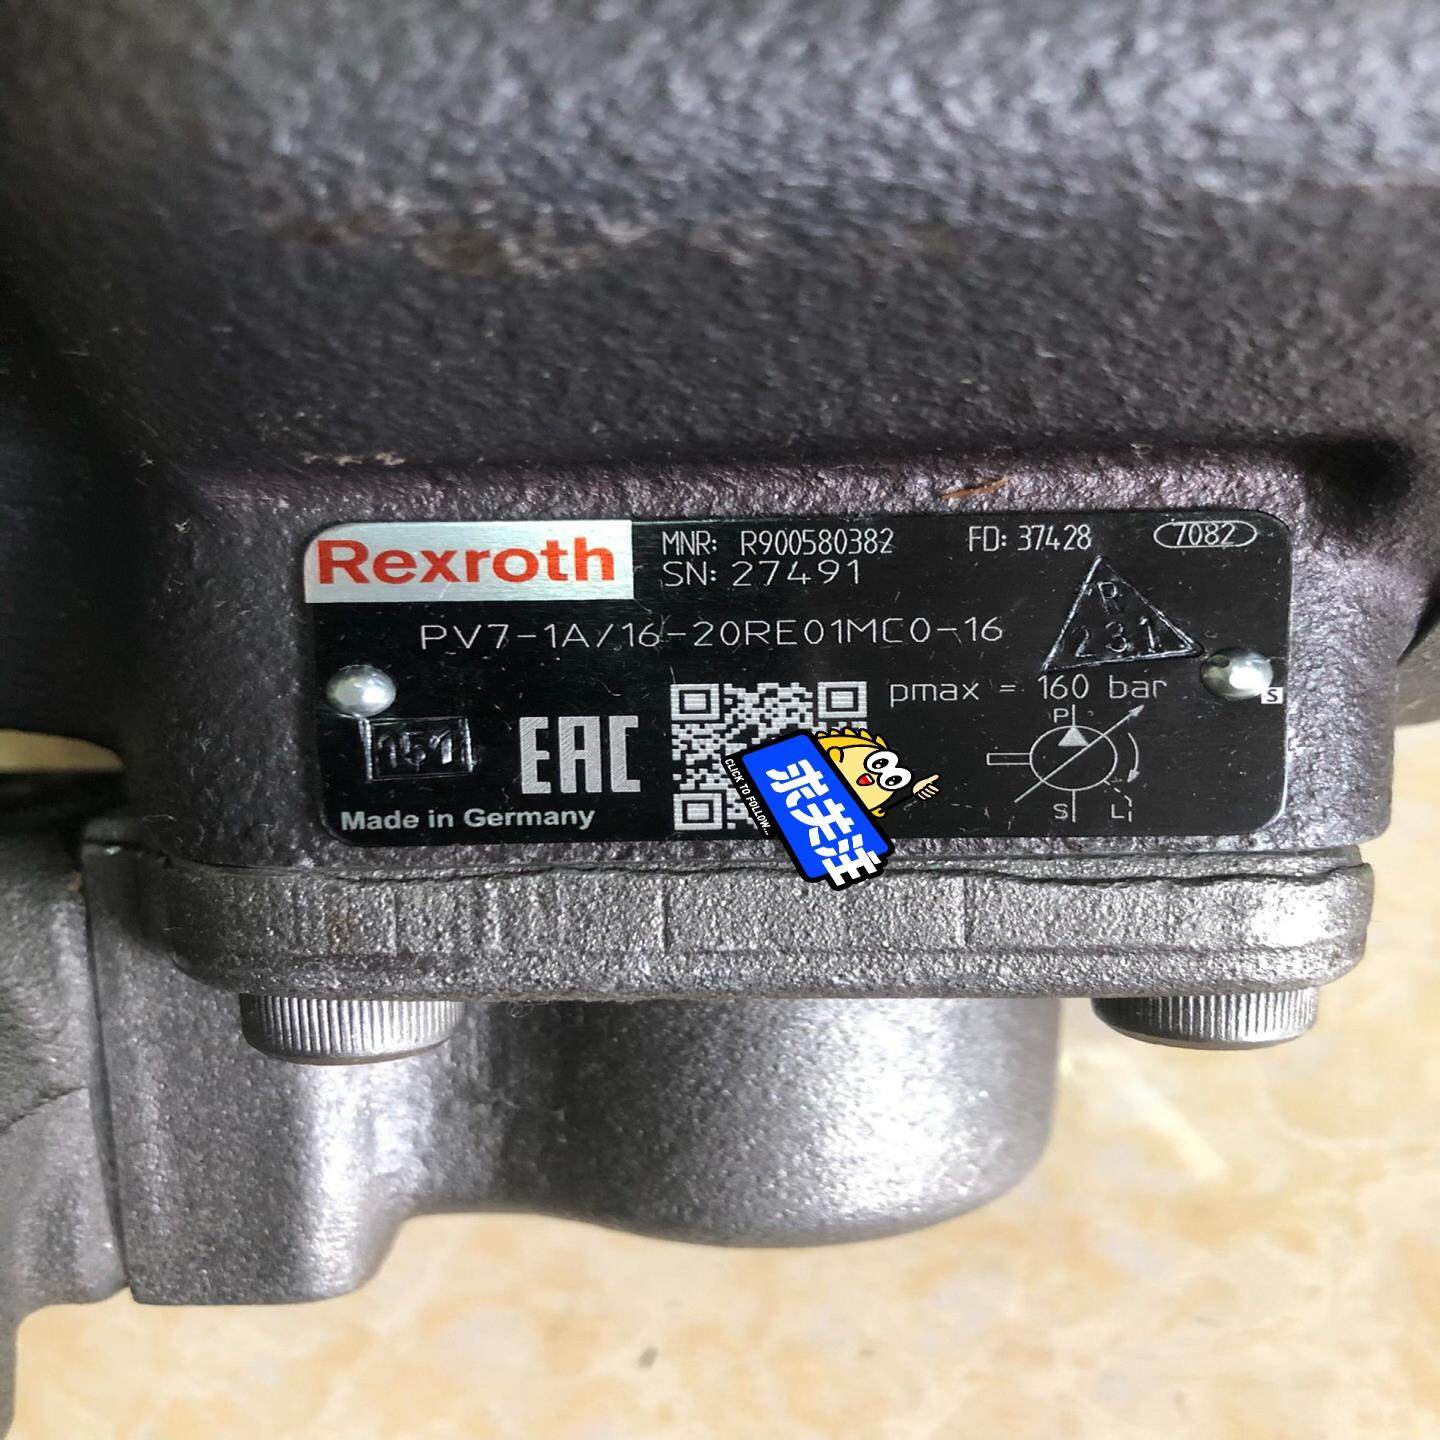 Rexroth
MNR: R900580382 FD: 37428 7082
SN: 27491
PV7-1A/16-20RE01MC0-16
R
231
pmax = 160 bar
S
151
EAC
P
S L
Made in Germany
求关注
CLICK TO FOLLOW...